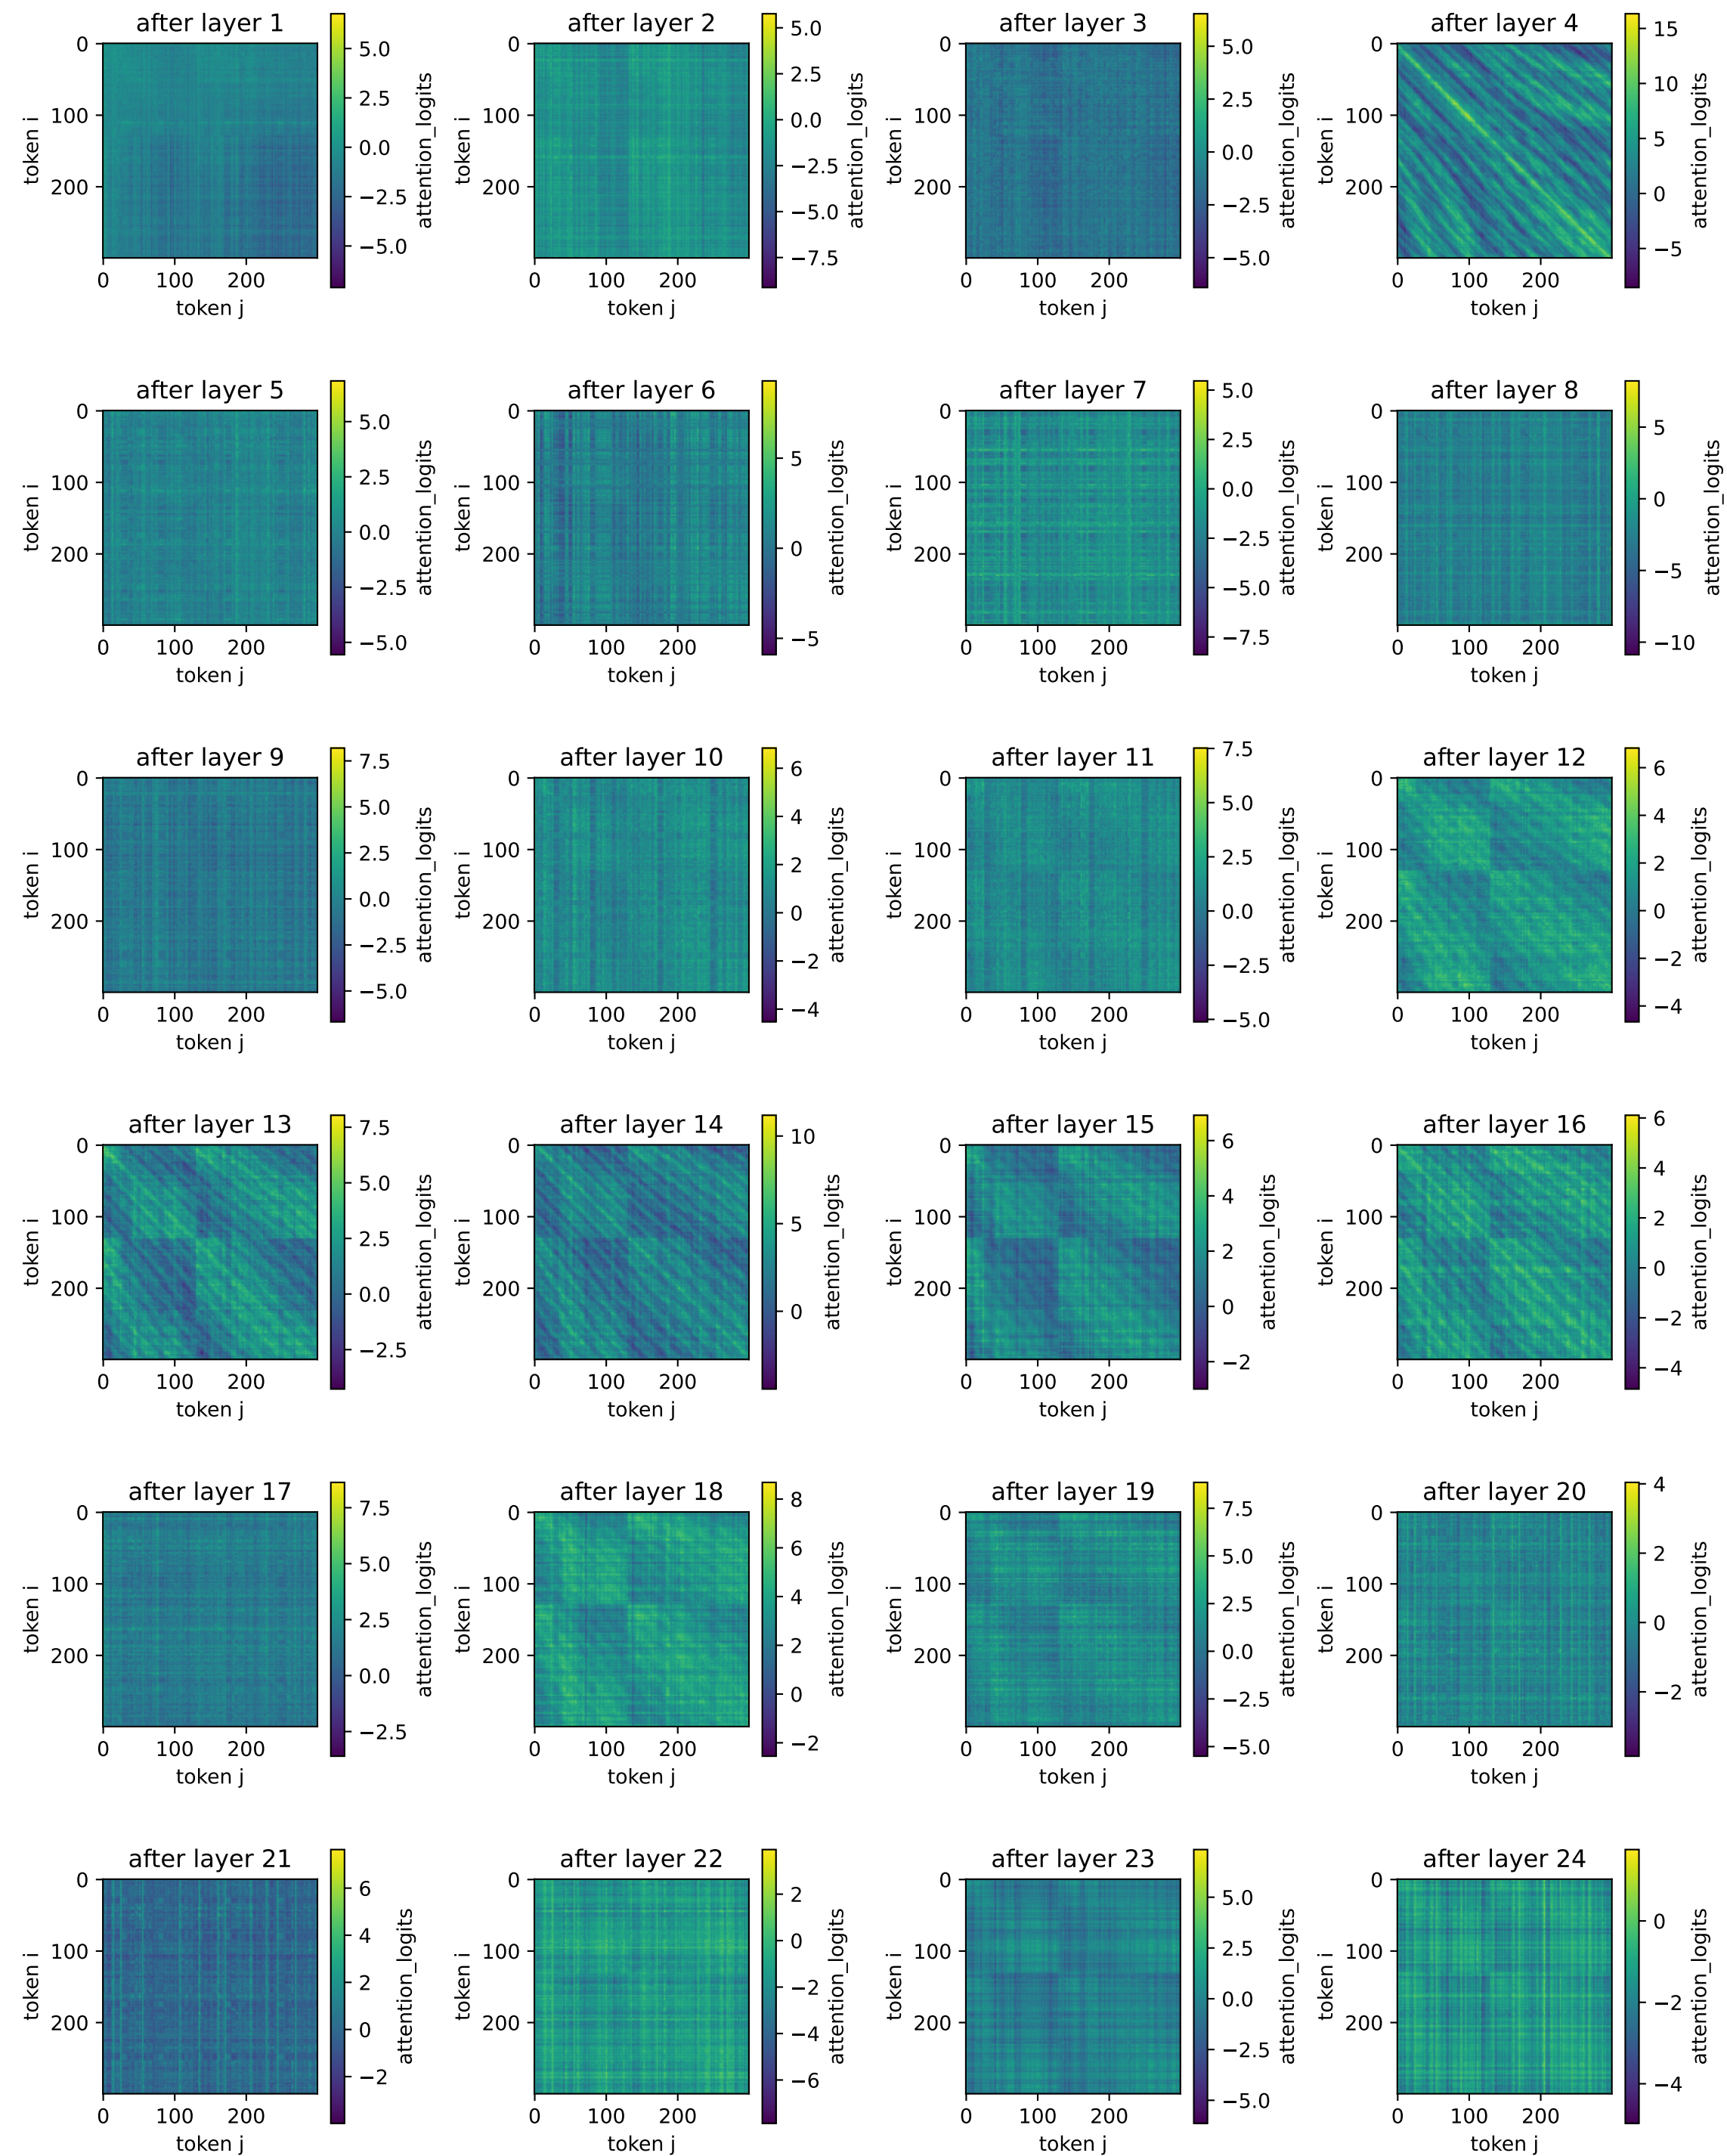 after layer 1
0
100
200
0
100
200
token i
token j
5.0
2.5
0.0
−2.5
−5.0
attention_logits
after layer 2
0
100
200
0
100
200
token i
token j
5.0
2.5
0.0
−2.5
−5.0
−7.5
attention_logits
after layer 3
0
100
200
0
100
200
token i
token j
5.0
2.5
0.0
−2.5
−5.0
attention_logits
after layer 4
0
100
200
0
100
200
token i
token j
15
10
5
0
−5
attention_logits
after layer 5
0
100
200
0
100
200
token i
token j
5.0
2.5
0.0
−2.5
−5.0
attention_logits
after layer 6
0
100
200
0
100
200
token i
token j
5
0
−5
attention_logits
after layer 7
0
100
200
0
100
200
token i
token j
5.0
2.5
0.0
−2.5
−5.0
−7.5
attention_logits
after layer 8
0
100
200
0
100
200
token i
token j
5
0
−5
−10
attention_logits
after layer 9
0
100
200
0
100
200
token i
token j
7.5
5.0
2.5
0.0
−2.5
−5.0
attention_logits
after layer 10
0
100
200
0
100
200
token i
token j
6
4
2
0
−2
−4
attention_logits
after layer 11
0
100
200
0
100
200
token i
token j
7.5
5.0
2.5
0.0
−2.5
−5.0
attention_logits
after layer 12
0
100
200
0
100
200
token i
token j
6
4
2
0
−2
−4
attention_logits
after layer 13
0
100
200
0
100
200
token i
token j
7.5
5.0
2.5
0.0
−2.5
attention_logits
after layer 14
0
100
200
0
100
200
token i
token j
10
5
0
attention_logits
after layer 15
0
100
200
0
100
200
token i
token j
6
4
2
0
−2
attention_logits
after layer 16
0
100
200
0
100
200
token i
token j
6
4
2
0
−2
−4
attention_logits
after layer 17
0
100
200
0
100
200
token i
token j
7.5
5.0
2.5
0.0
−2.5
attention_logits
after layer 18
0
100
200
0
100
200
token i
token j
8
6
4
2
0
−2
attention_logits
after layer 19
0
100
200
0
100
200
token i
token j
7.5
5.0
2.5
0.0
−2.5
−5.0
attention_logits
after layer 20
0
100
200
0
100
200
token i
token j
4
2
0
−2
attention_logits
after layer 21
0
100
200
0
100
200
token i
token j
6
4
2
0
−2
attention_logits
after layer 22
0
100
200
0
100
200
token i
token j
2
0
−2
−4
−6
attention_logits
after layer 23
0
100
200
0
100
200
token i
token j
5.0
2.5
0.0
−2.5
−5.0
attention_logits
after layer 24
0
100
200
0
100
200
token i
token j
0
−2
−4
attention_logits